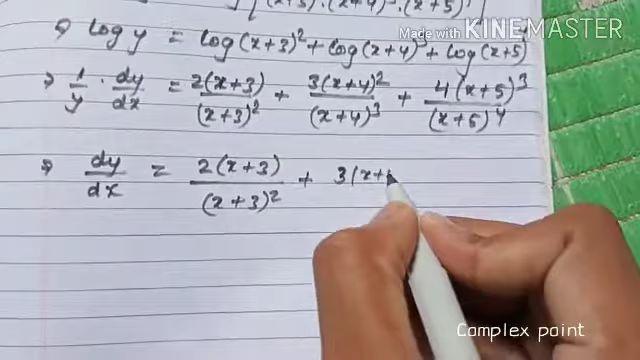 (x+3) · (x+4) · (x+5)
Made with KINEMASTER
⇒ log y = log(x+3)² + log(x+4)³ + log(x+5)
⇒ 1/y · dy/dx = 2(x+3)/(x+3)² + 3(x+4)²/(x+4)³ + 4(x+5)³/(x+5)⁴
⇒ dy/dx = 2(x+3)/(x+3)² + 3(x+
Complex point